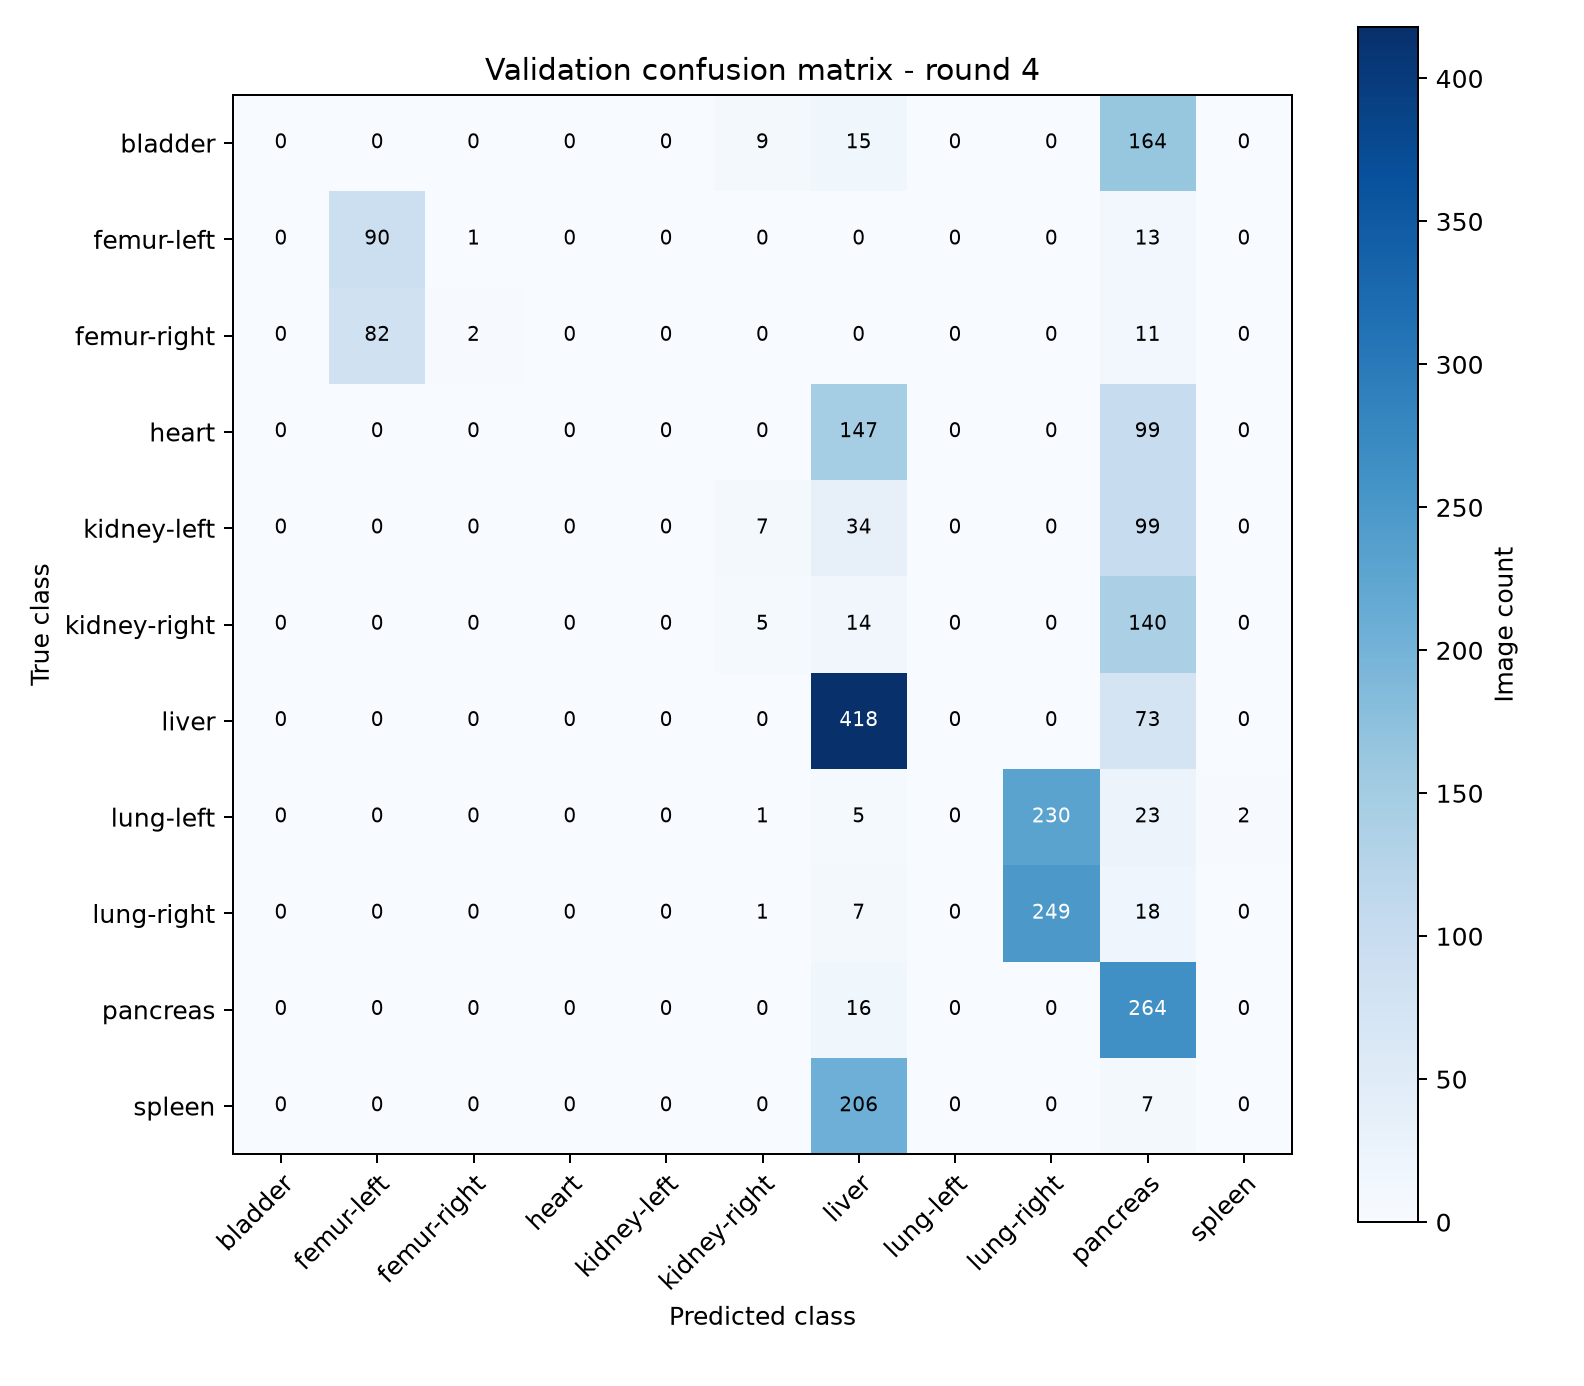 Validation confusion matrix - round 4
bladder 0 0 0 0 0 9 15 0 0 164 0
femur-left 0 90 1 0 0 0 0 0 0 13 0
femur-right 0 82 2 0 0 0 0 0 0 11 0
heart 0 0 0 0 0 0 147 0 0 99 0
kidney-left 0 0 0 0 0 7 34 0 0 99 0
kidney-right 0 0 0 0 0 5 14 0 0 140 0
liver 0 0 0 0 0 0 418 0 0 73 0
lung-left 0 0 0 0 0 1 5 0 230 23 2
lung-right 0 0 0 0 0 1 7 0 249 18 0
pancreas 0 0 0 0 0 0 16 0 0 264 0
spleen 0 0 0 0 0 0 206 0 0 7 0
True class
bladder femur-left femur-right heart kidney-left kidney-right liver lung-left lung-right pancreas spleen
Predicted class
400
350
300
250
200
150
100
50
0
Image count